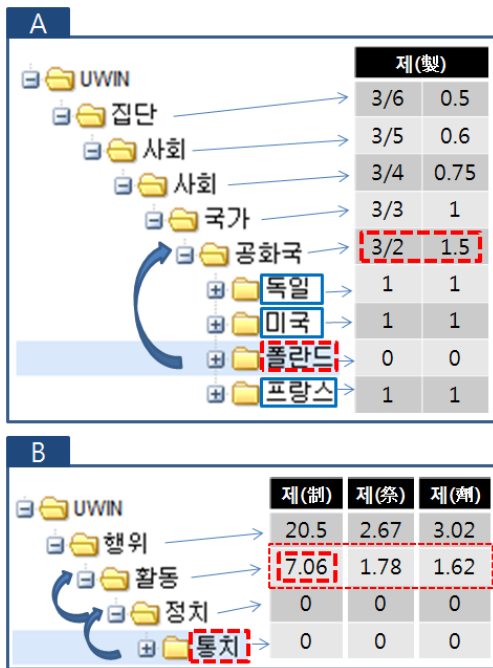 A
제(製)
UWIN
집단 3/6 0.5
사회 3/5 0.6
사회 3/4 0.75
국가 3/3 1
공화국 3/2 1.5
독일 1 1
미국 1 1
폴란드 0 0
프랑스 1 1
B
제(制) 제(祭) 제(劑)
UWIN
행위 20.5 2.67 3.02
활동 7.06 1.78 1.62
정치 0 0 0
통치 0 0 0